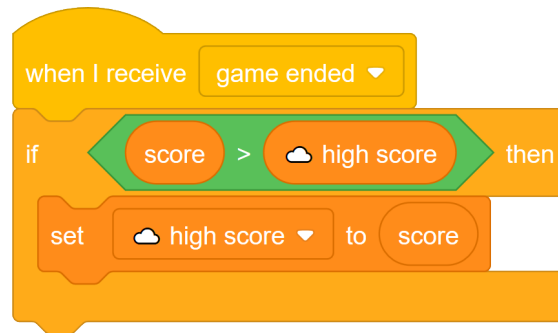 when I receive game ended
if score > high score then
set high score to score